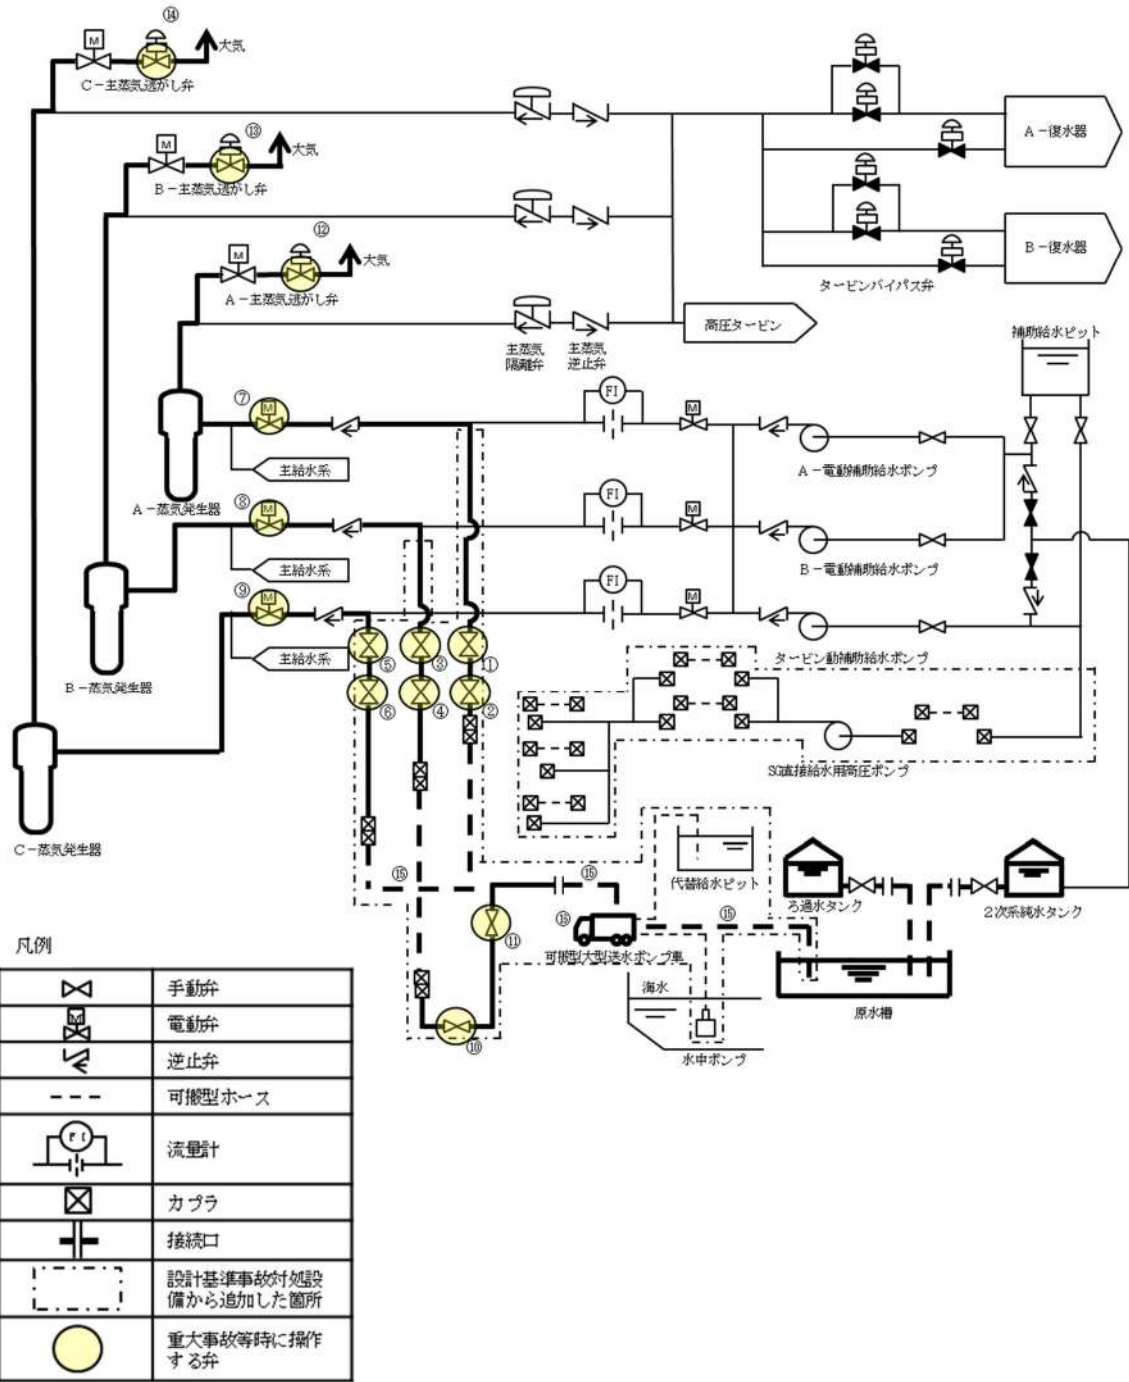 ⑭
M
大気
C-主蒸気逃がし弁
⑬
M
大気
B-主蒸気逃がし弁
⑫
M
大気
A-主蒸気逃がし弁
A-復水器
B-復水器
タービンバイパス弁
高圧タービン
主蒸気
隔離弁
主蒸気
逆止弁
補助給水ピット
⑦
M
FI
M
主給水系
A-電動補助給水ポンプ
A-蒸気発生器
⑧
M
FI
M
主給水系
B-電動補助給水ポンプ
⑨
M
FI
M
主給水系
タービン動補助給水ポンプ
B-蒸気発生器
⑤
③
①
⑥
④
②
SG直接給水用高圧ポンプ
C-蒸気発生器
代替給水ピット
ろ過水タンク
2次系純水タンク
⑮
⑮
⑮
⑮
⑪
可搬型大型送水ポンプ車
海水
原水槽
⑩
水中ポンプ
凡例
手動弁
M
電動弁
逆止弁
可搬型ホース
FI
流量計
カプラ
接続口
設計基準事故対処設
備から追加した箇所
重大事故等時に操作
する弁